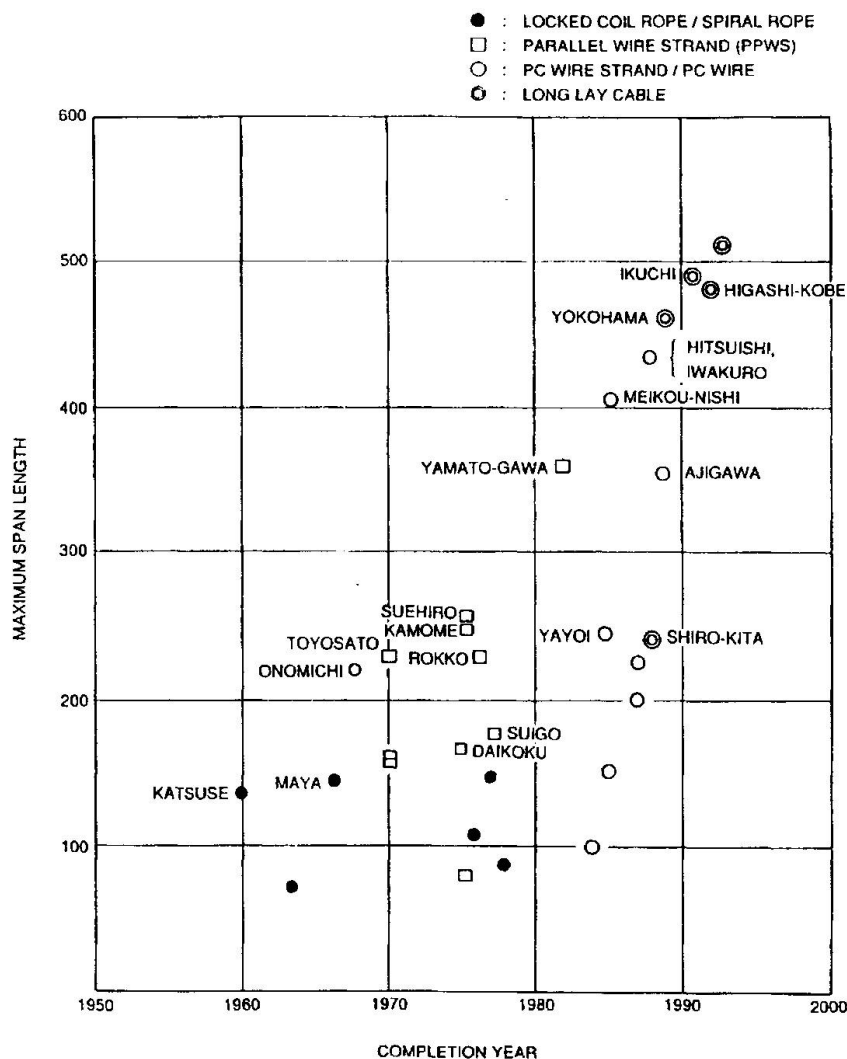 ● : LOCKED COIL ROPE / SPIRAL ROPE
□ : PARALLEL WIRE STRAND (PPWS)
○ : PC WIRE STRAND / PC WIRE
◎ : LONG LAY CABLE
600
500
400
300
200
100
MAXIMUM SPAN LENGTH
IKUCHI
HIGASHI-KOBE
YOKOHAMA
HITSUISHI,
IWAKURO
MEIKOU-NISHI
YAMATO-GAWA
AJIGAWA
SUEHIRO
KAMOME
TOYOSATO
ROKKO
ONOMICHI
YAYOI
SHIRO-KITA
SUIGO
DAIKOKU
MAYA
KATSUSE
1950 1960 1970 1980 1990 2000
COMPLETION YEAR